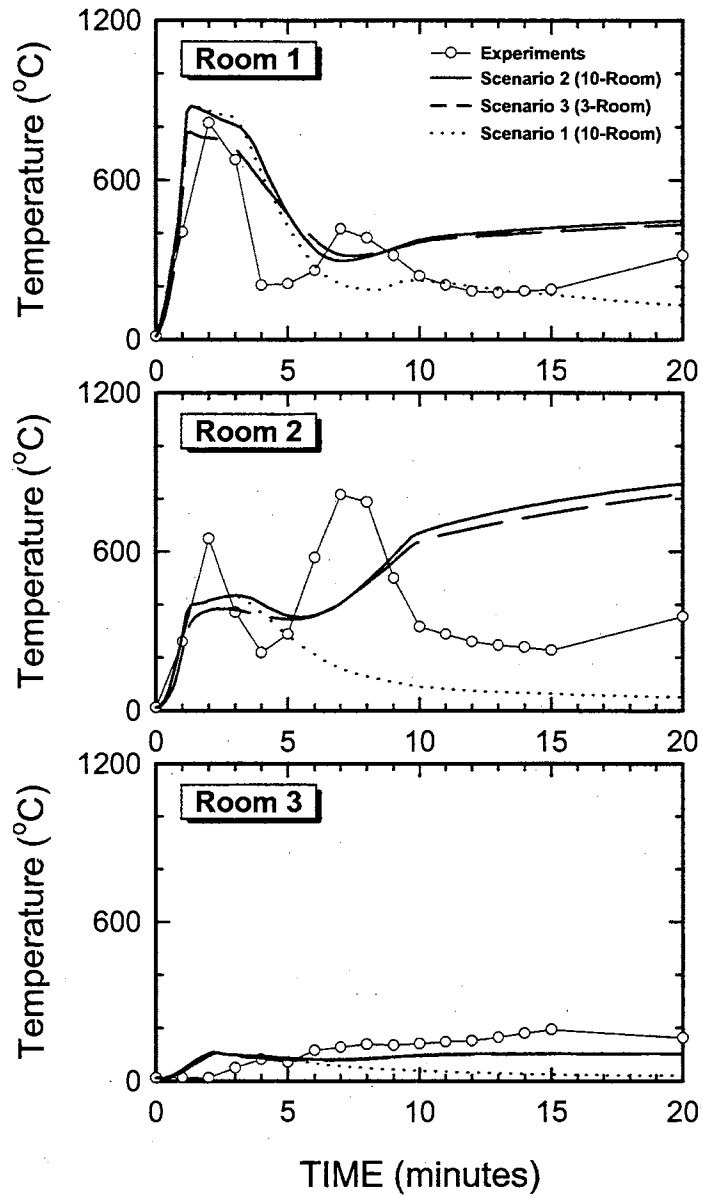 1200
Room 1
Experiments
Scenario 2 (10-Room)
Scenario 3 (3-Room)
Scenario 1 (10-Room)
600
0
Temperature (°C)
0 5 10 15 20
1200
Room 2
600
0
Temperature (°C)
0 5 10 15 20
1200
Room 3
600
0
Temperature (°C)
0 5 10 15 20
TIME (minutes)